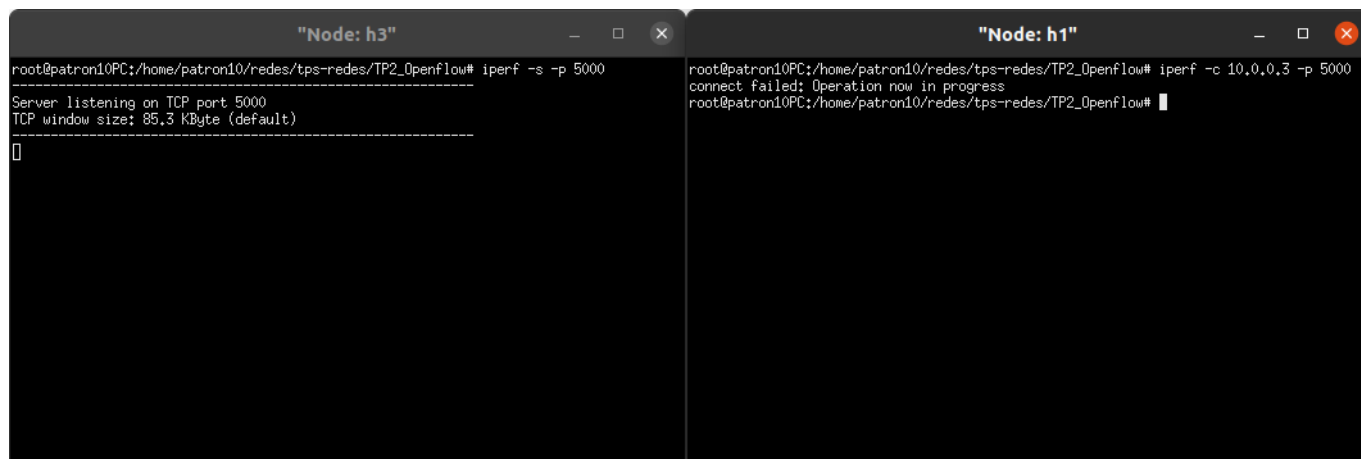 "Node: h3"
root@patron10PC:/home/patron10/redes/tps-redes/TP2_Openflow# iperf -s -p 5000
------------------------------------------------------------
Server listening on TCP port 5000
TCP window size: 85.3 KByte (default)
------------------------------------------------------------
"Node: h1"
root@patron10PC:/home/patron10/redes/tps-redes/TP2_Openflow# iperf -c 10.0.0.3 -p 5000
connect failed: Operation now in progress
root@patron10PC:/home/patron10/redes/tps-redes/TP2_Openflow#